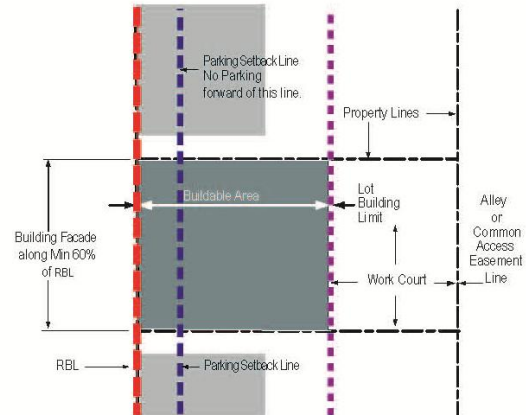 Parking Setback Line
No Parking
forward of this line.
Property Lines
Buildable Area
Lot
Building
Limit
Alley
or
Common
Access
Easement
Line
Building Facade
along Min 60%
of RBL
Work Court
RBL
Parking Setback Line